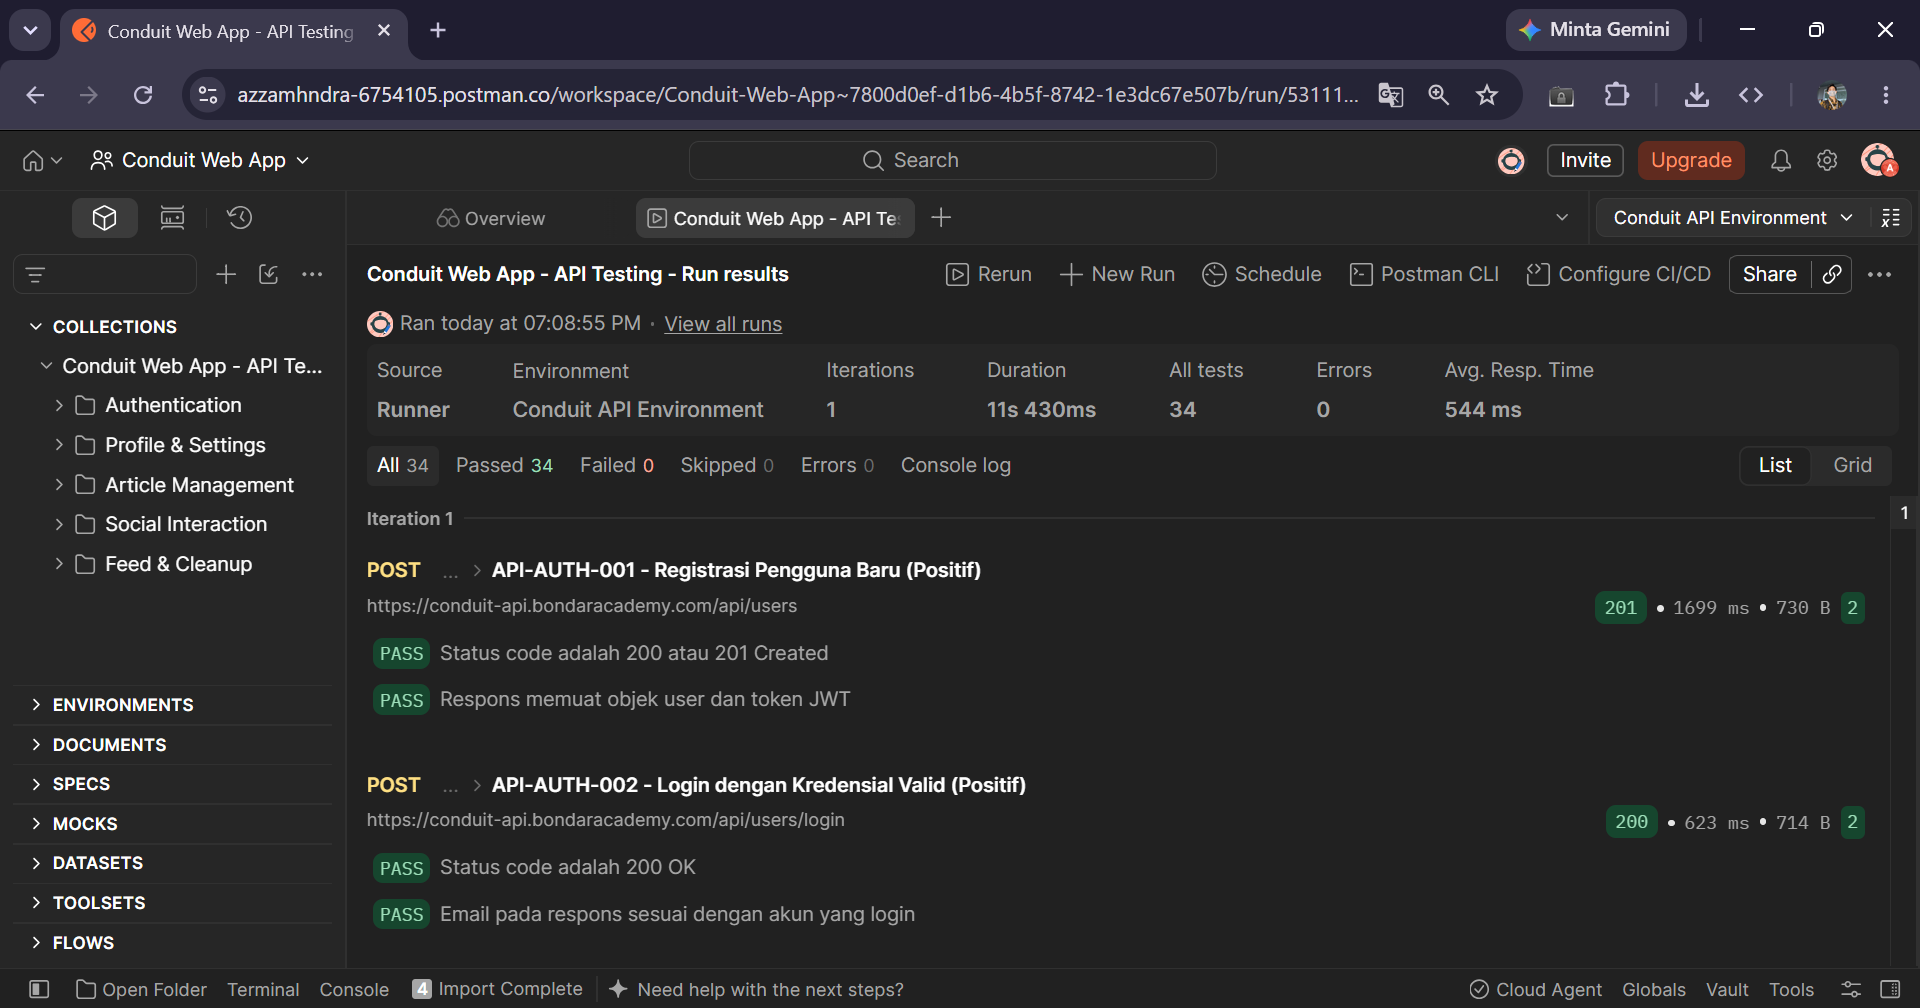 Conduit Web App - API Testing
Minta Gemini
azzamhndra-6754105.postman.co/workspace/Conduit-Web-App~7800d0ef-d1b6-4b5f-8742-1e3dc67e507b/run/53111...
Conduit Web App
Search
Invite
Upgrade
A
Overview
Conduit Web App - API Te
Conduit API Environment
Conduit Web App - API Testing - Run results
Rerun
New Run
Schedule
Postman CLI
Configure CI/CD
Share
Ran today at 07:08:55 PM · View all runs
COLLECTIONS
Conduit Web App - API Te...
Authentication
Profile & Settings
Article Management
Social Interaction
Feed & Cleanup
ENVIRONMENTS
DOCUMENTS
SPECS
MOCKS
DATASETS
TOOLSETS
FLOWS
Source Environment Iterations Duration All tests Errors Avg. Resp. Time
Runner Conduit API Environment 1 11s 430ms 34 0 544 ms
All 34 Passed 34 Failed 0 Skipped 0 Errors 0 Console log
List Grid
Iteration 1
1
POST ... > API-AUTH-001 - Registrasi Pengguna Baru (Positif)
https://conduit-api.bondaracademy.com/api/users
201 • 1699 ms • 730 B 2
PASS Status code adalah 200 atau 201 Created
PASS Respons memuat objek user dan token JWT
POST ... > API-AUTH-002 - Login dengan Kredensial Valid (Positif)
https://conduit-api.bondaracademy.com/api/users/login
200 • 623 ms • 714 B 2
PASS Status code adalah 200 OK
PASS Email pada respons sesuai dengan akun yang login
Open Folder Terminal Console 4 Import Complete Need help with the next steps?
Cloud Agent Globals Vault Tools